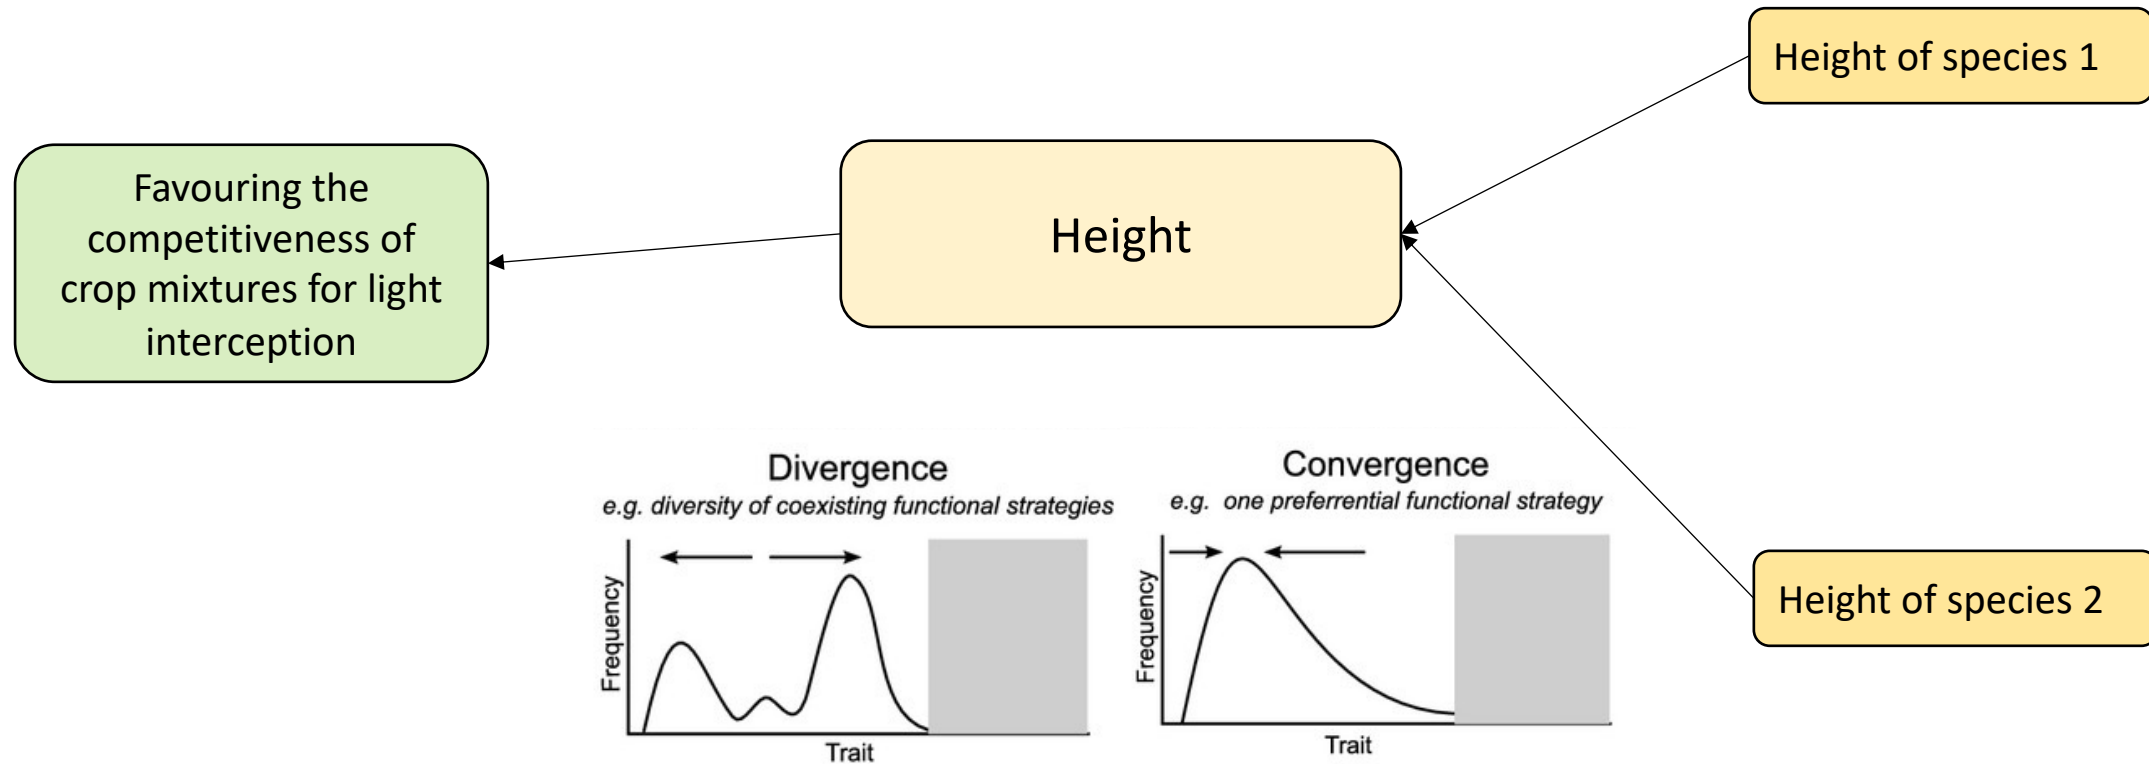 Height of species 1
Favouring the
competitiveness of
crop mixtures for light
interception
Height
Divergence
e.g. diversity of coexisting functional strategies
Frequency
Trait
Convergence
e.g. one preferrential functional strategy
Frequency
Trait
Height of species 2